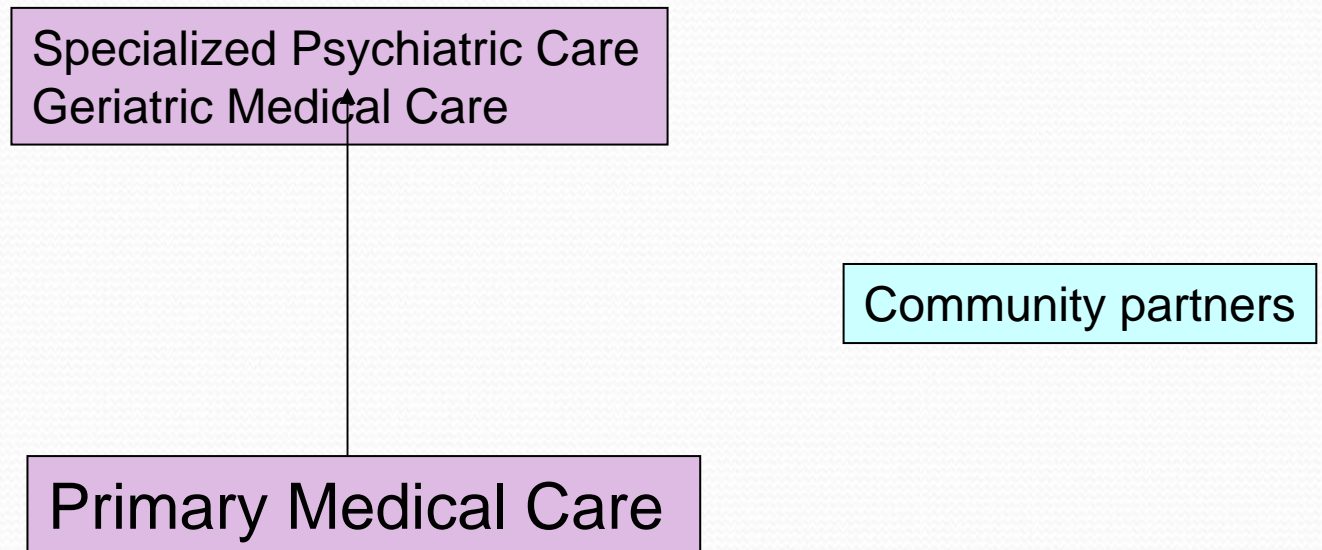 Specialized Psychiatric Care
Geriatric Medical Care
Community partners
Primary Medical Care